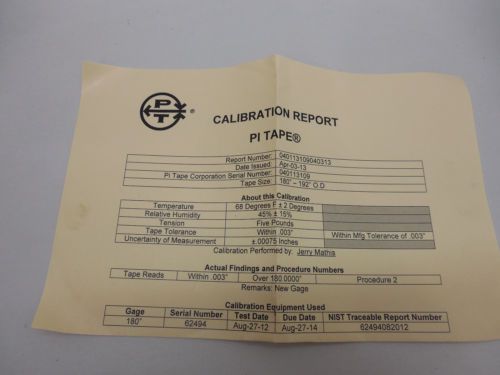 P
T
®
CALIBRATION REPORT
PI TAPE®
Report Number: 040113109040313
Date Issued: Apr-03-13
Pi Tape Corporation Serial Number: 040113109
Tape Size: 180" – 192" O.D
About this Calibration
Temperature 68 Degrees F ± 2 Degrees
Relative Humidity 45% ± 15%
Tension Five Pounds
Tape Tolerance Within .003" Within Mfg Tolerance of .003"
Uncertainty of Measurement ±.00075 Inches
Calibration Performed by: Jerry Mathis
Actual Findings and Procedure Numbers
Tape Reads Within .003" Over 180.0000" Procedure 2
Remarks: New Gage
Calibration Equipment Used
Gage Serial Number Test Date Due Date NIST Traceable Report Number
180" 62494 Aug-27-12 Aug-27-14 62494082012